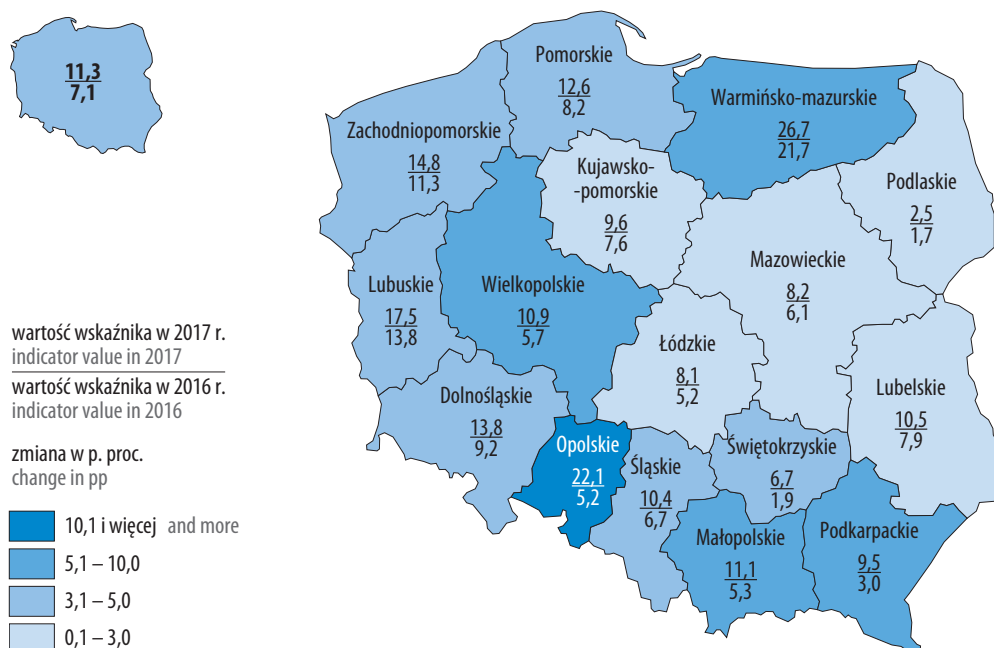 11,3
7,1
Pomorskie
12,6
8,2
Warmińsko-mazurskie
26,7
21,7
Zachodniopomorskie
14,8
11,3
Kujawsko-
-pomorskie
9,6
7,6
Podlaskie
2,5
1,7
Mazowieckie
8,2
6,1
Lubuskie
17,5
13,8
Wielkopolskie
10,9
5,7
Łódzkie
8,1
5,2
Lubelskie
10,5
7,9
Dolnośląskie
13,8
9,2
Opolskie
22,1
5,2
Śląskie
10,4
6,7
Świętokrzyskie
6,7
1,9
Małopolskie
11,1
5,3
Podkarpackie
9,5
3,0
wartość wskaźnika w 2017 r.
indicator value in 2017
wartość wskaźnika w 2016 r.
indicator value in 2016
zmiana w p. proc.
change in pp
10,1 i więcej and more
5,1 – 10,0
3,1 – 5,0
0,1 – 3,0